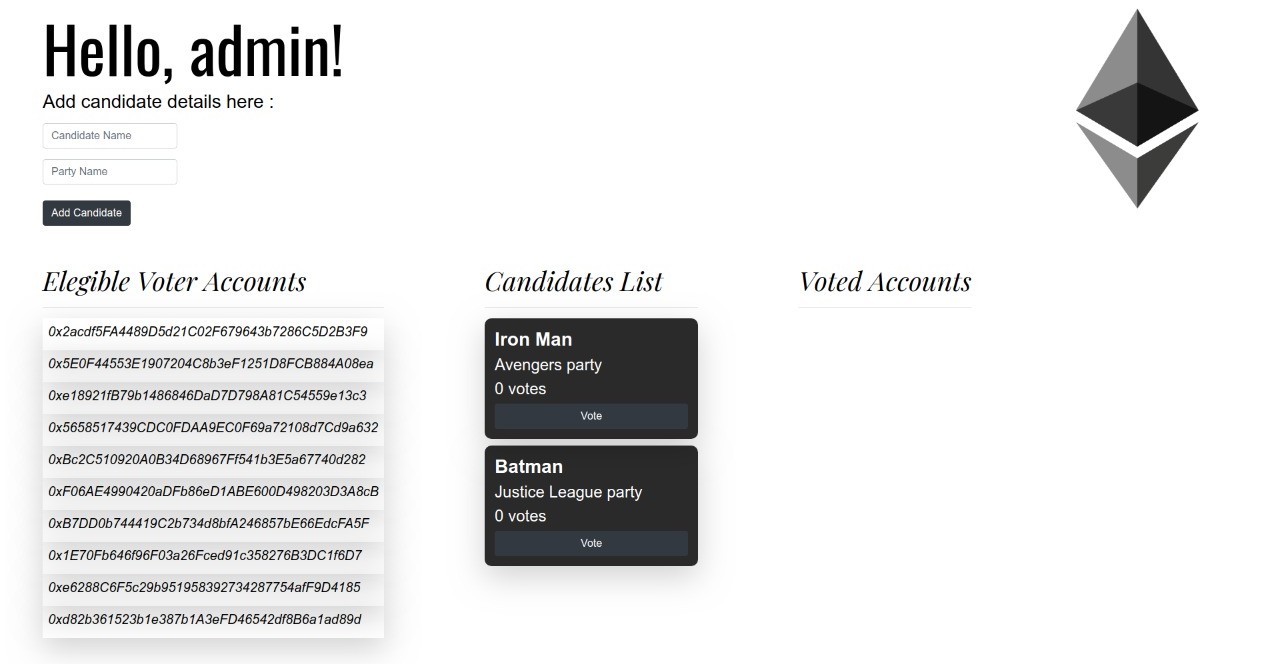 Hello, admin!
Add candidate details here :
Candidate Name
Party Name
Add Candidate
Elegible Voter Accounts
0x2acdf5FA4489D5d21C02F679643b7286C5D2B3F9
0x5E0F44553E1907204C8b3eF1251D8FCB884A08ea
0xe18921fB79b1486846DaD7D798A81C54559e13c3
0x5658517439CDC0FDAA9EC0F69a72108d7Cd9a632
0xBc2C510920A0B34D68967Ff541b3E5a67740d282
0xF06AE4990420aDFb86eD1ABE600D498203D3A8cB
0xB7DD0b744419C2b734d8bfA246857bE66EdcFA5F
0x1E70Fb646f96F03a26Fced91c358276B3DC1f6D7
0xe6288C6F5c29b951958392734287754afF9D4185
0xd82b361523b1e387b1A3eFD46542df8B6a1ad89d
Candidates List
Iron Man
Avengers party
0 votes
Vote
Batman
Justice League party
0 votes
Vote
Voted Accounts